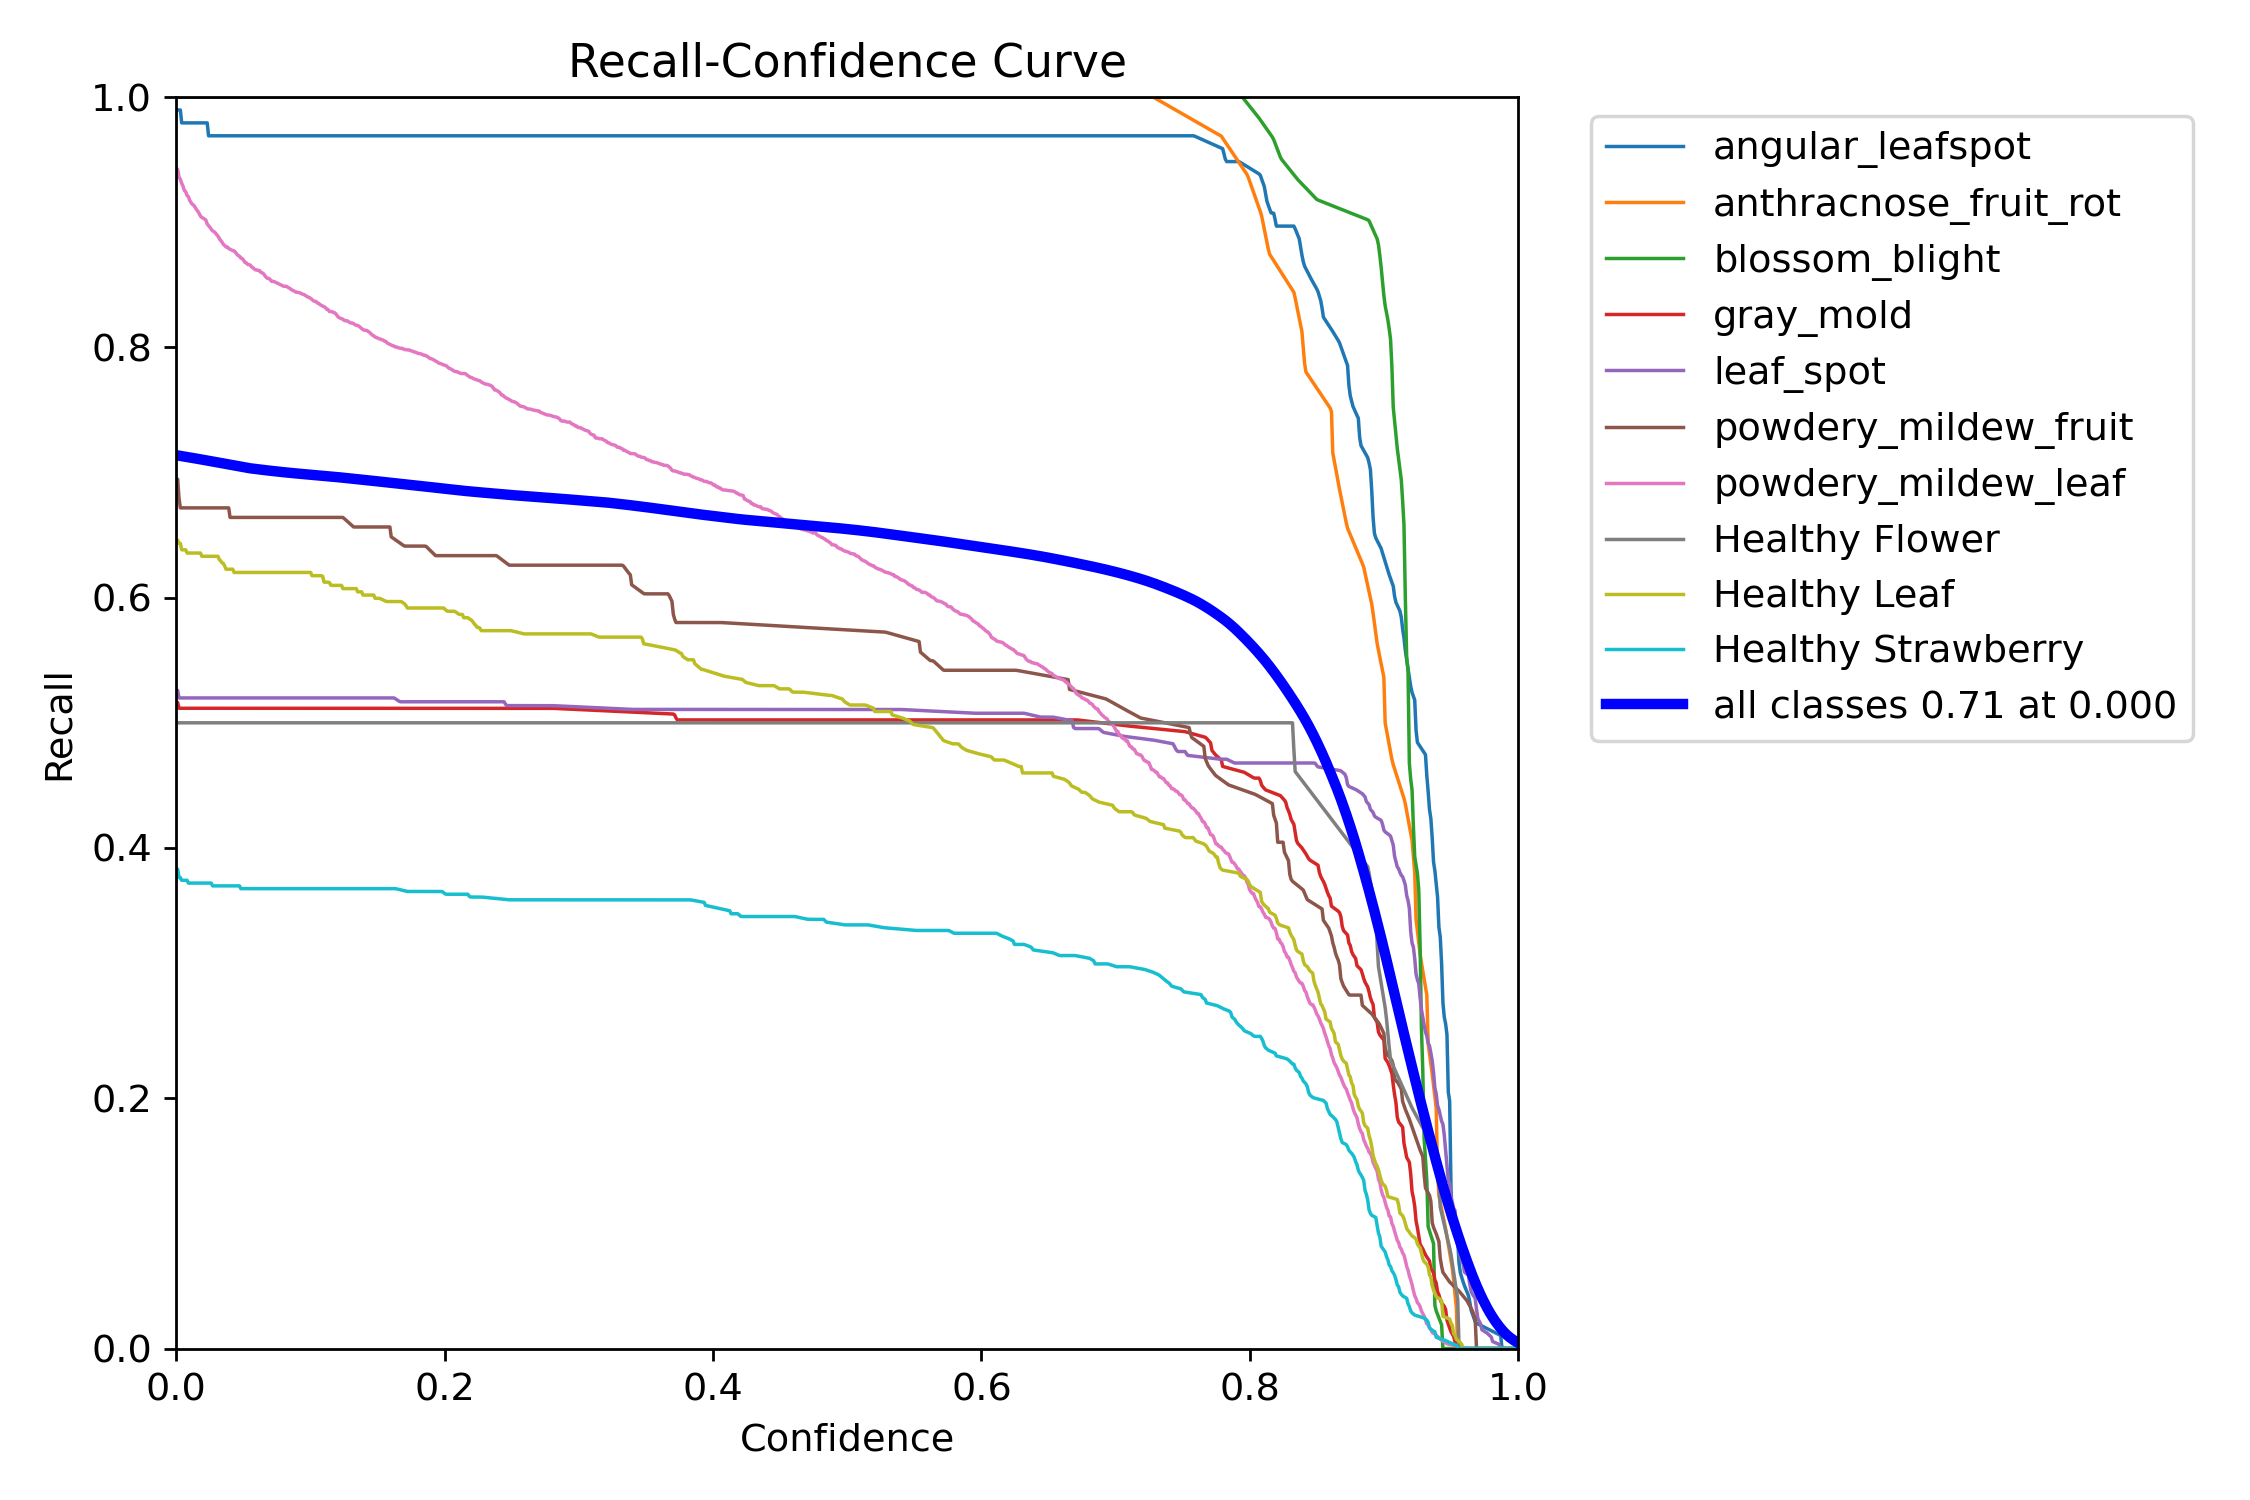 Recall-Confidence Curve
1.0
0.8
0.6
0.4
0.2
0.0
Recall
0.0 0.2 0.4 0.6 0.8 1.0
Confidence
angular_leafspot
anthracnose_fruit_rot
blossom_blight
gray_mold
leaf_spot
powdery_mildew_fruit
powdery_mildew_leaf
Healthy Flower
Healthy Leaf
Healthy Strawberry
all classes 0.71 at 0.000